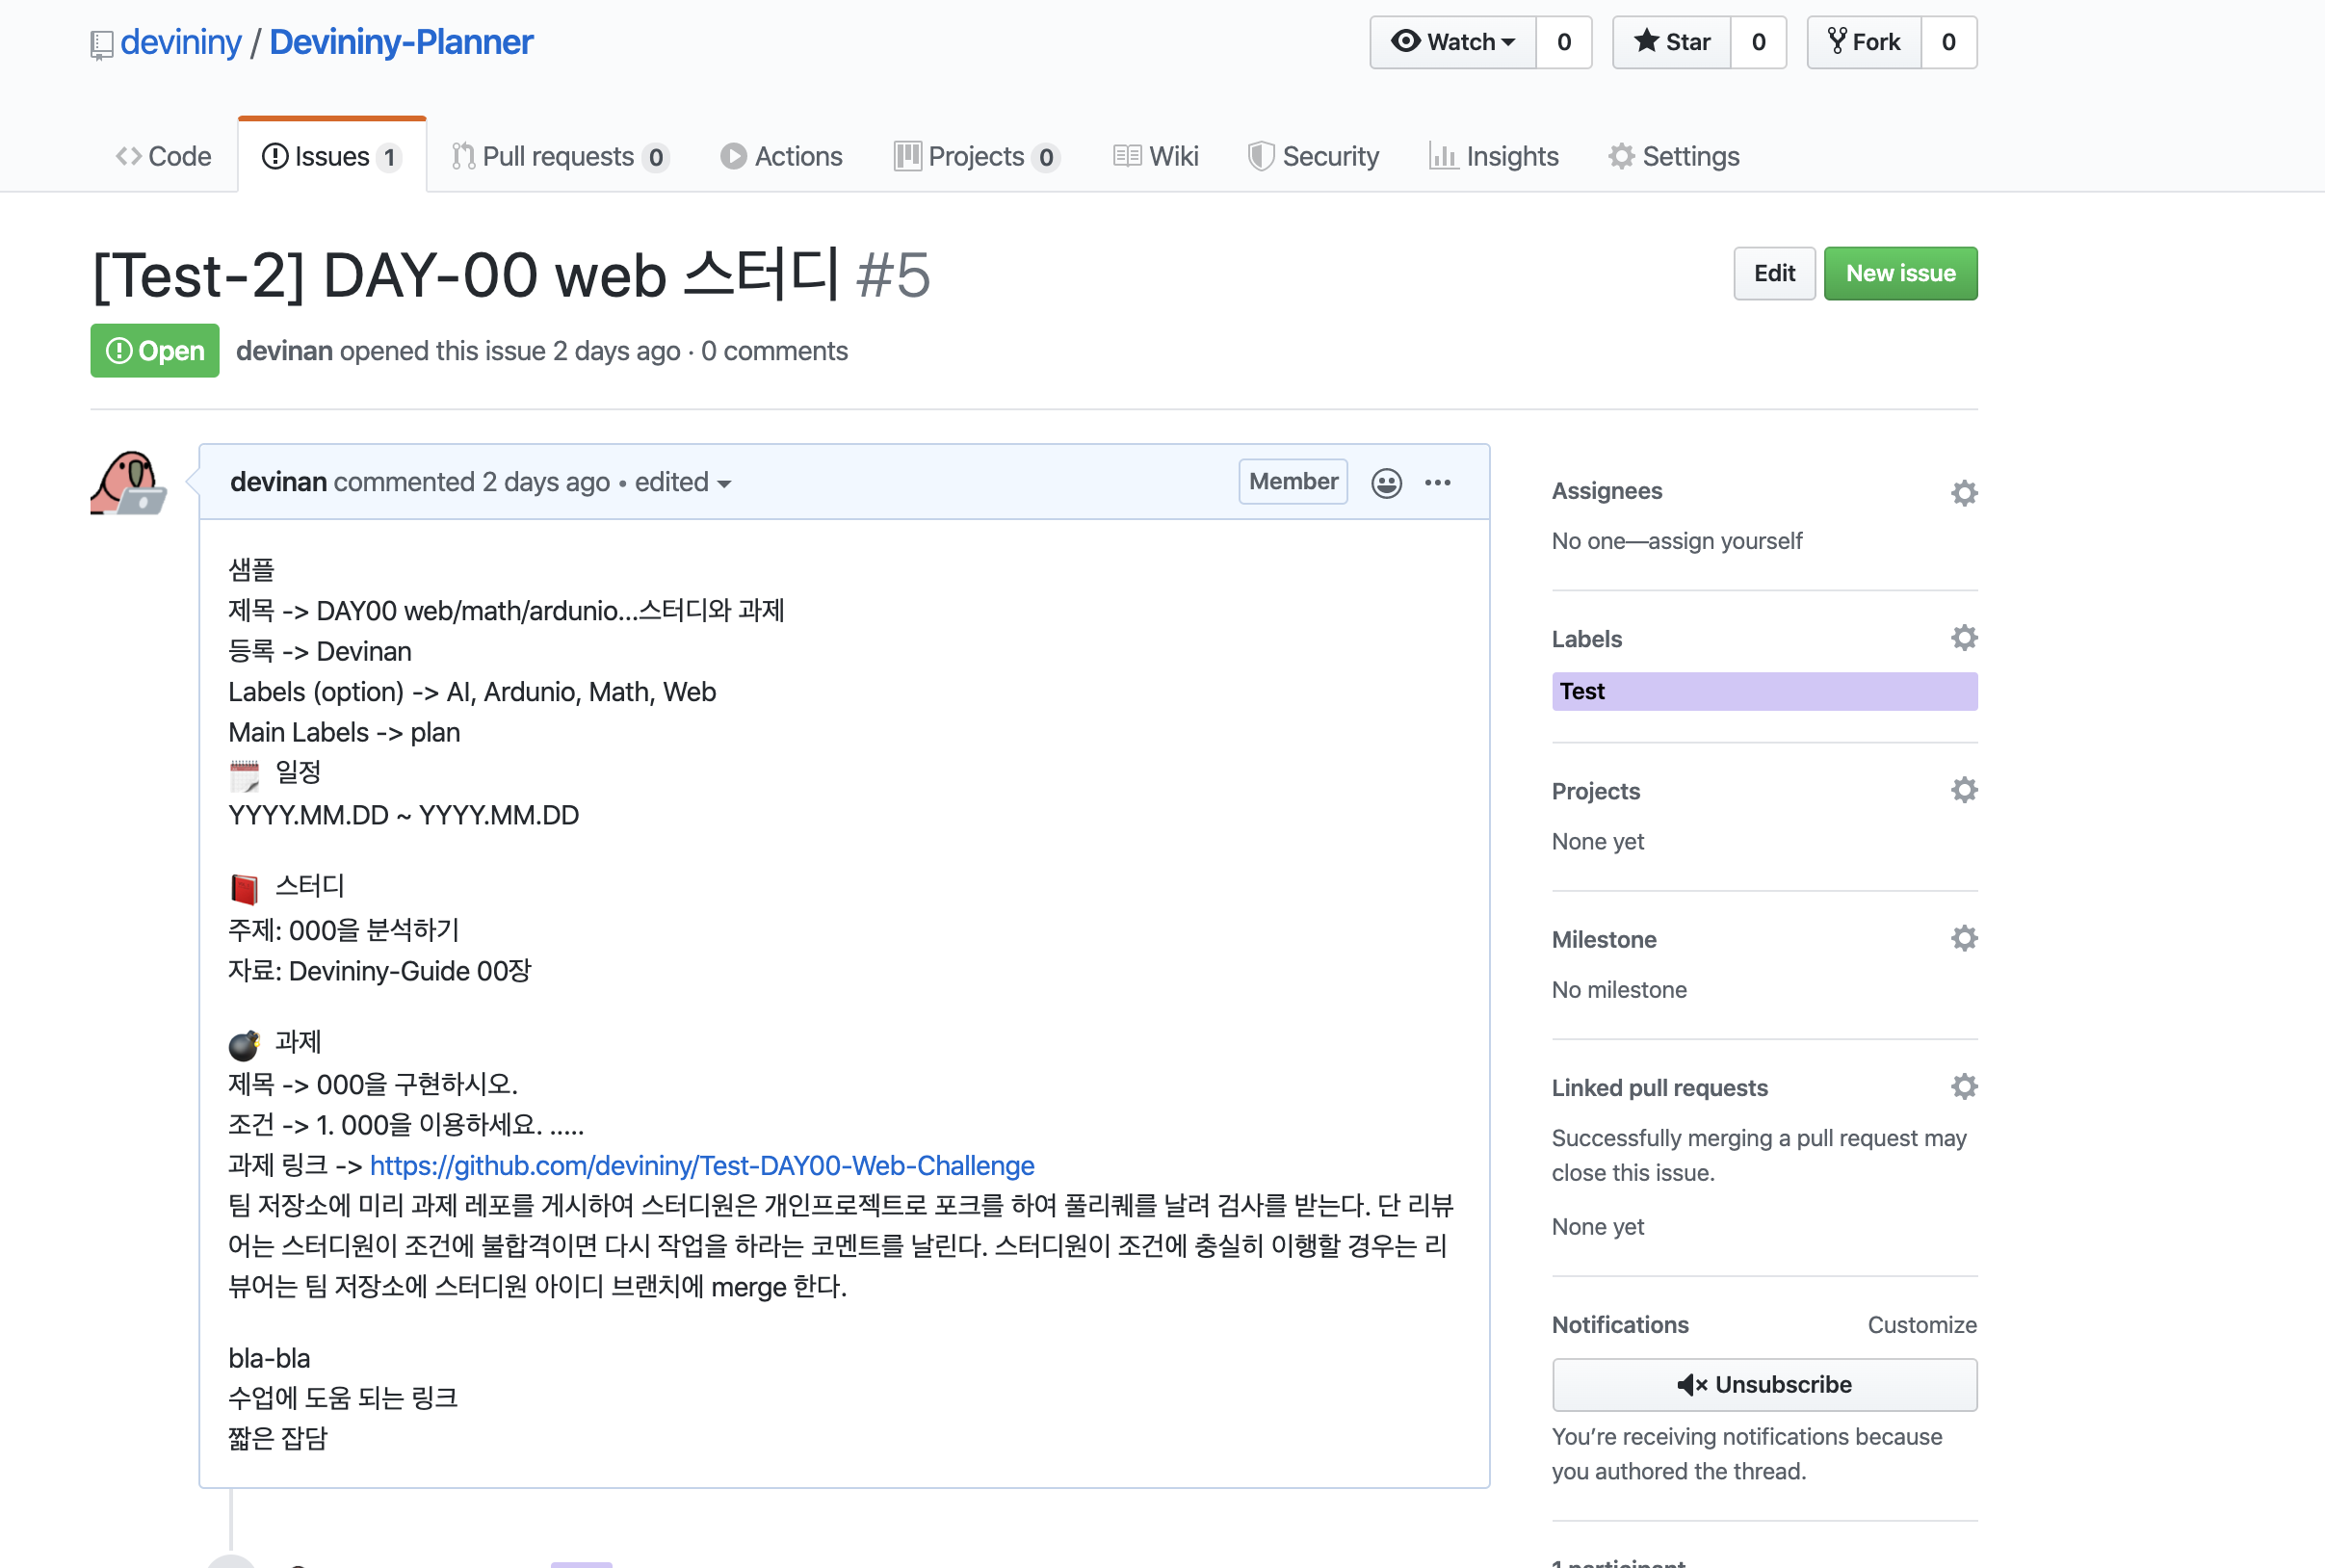 devininy / Devininy-Planner
Watch 0
Star 0
Fork 0
Code
Issues 1
Pull requests 0
Actions
Projects 0
Wiki
Security
Insights
Settings
[Test-2] DAY-00 web 스터디 #5
Edit
New issue
Open
devinan opened this issue 2 days ago · 0 comments
devinan commented 2 days ago • edited
Member
샘플
제목 -> DAY00 web/math/ardunio...스터디와 과제
등록 -> Devinan
Labels (option) -> AI, Ardunio, Math, Web
Main Labels -> plan
일정
YYYY.MM.DD ~ YYYY.MM.DD
스터디
주제: 000을 분석하기
자료: Devininy-Guide 00장
과제
제목 -> 000을 구현하시오.
조건 -> 1. 000을 이용하세요. .....
과제 링크 -> https://github.com/devininy/Test-DAY00-Web-Challenge
팀 저장소에 미리 과제 레포를 게시하여 스터디원은 개인프로젝트로 포크를 하여 풀리퀘를 날려 검사를 받는다. 단 리뷰
어는 스터디원이 조건에 불합격이면 다시 작업을 하라는 코멘트를 날린다. 스터디원이 조건에 충실히 이행할 경우는 리
뷰어는 팀 저장소에 스터디원 아이디 브랜치에 merge 한다.
bla-bla
수업에 도움 되는 링크
짧은 잡담
Assignees
No one—assign yourself
Labels
Test
Projects
None yet
Milestone
No milestone
Linked pull requests
Successfully merging a pull request may
close this issue.
None yet
Notifications
Customize
Unsubscribe
You're receiving notifications because
you authored the thread.
1 participant